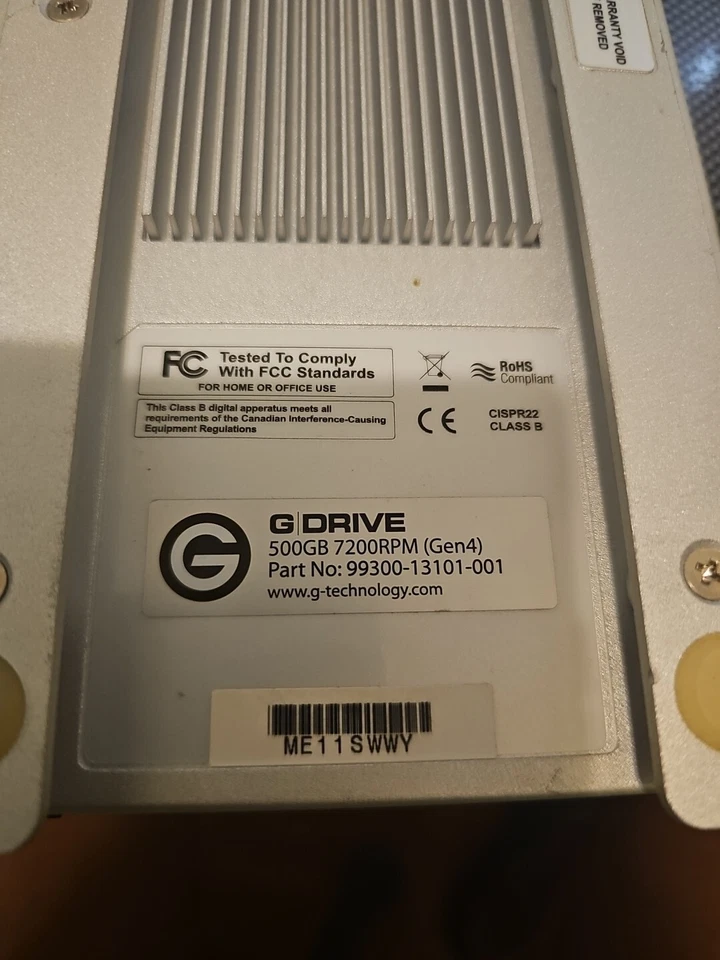 RRANTY VOID
REMOVED
FC Tested To Comply
With FCC Standards
FOR HOME OR OFFICE USE
This Class B digital apparatus meets all
requirements of the Canadian Interference-Causing
Equipment Regulations
RoHS
Compliant
CE
CISPR22
CLASS B
G
G|DRIVE
500GB 7200RPM (Gen4)
Part No: 99300-13101-001
www.g-technology.com
ME11SWWY